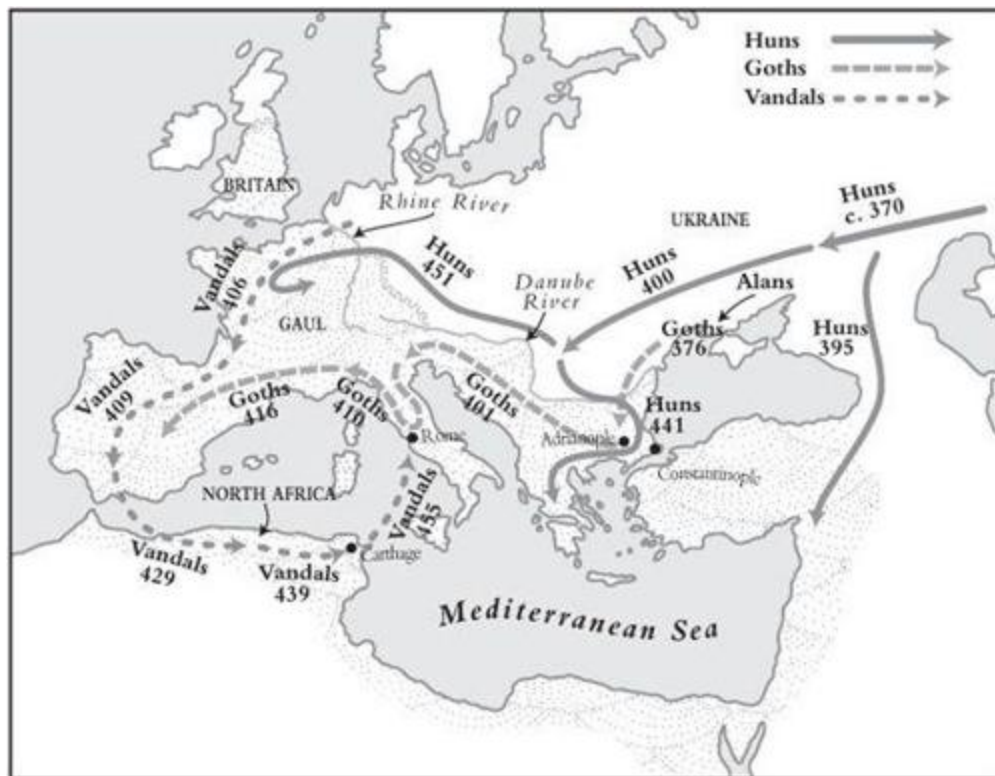 Huns
Goths
Vandals
BRITAIN
Rhine River
UKRAINE
Huns
c. 370
Huns
451
Huns
400
Danube
River
Alans
Vandals
406
GAUL
Goths
376
Huns
395
Vandals
409
Goths
416
Goths
410
Goths
401
Huns
441
Rome
Adrianople
Constantinople
NORTH AFRICA
Vandals
455
Carthage
Vandals
429
Vandals
439
Mediterranean Sea